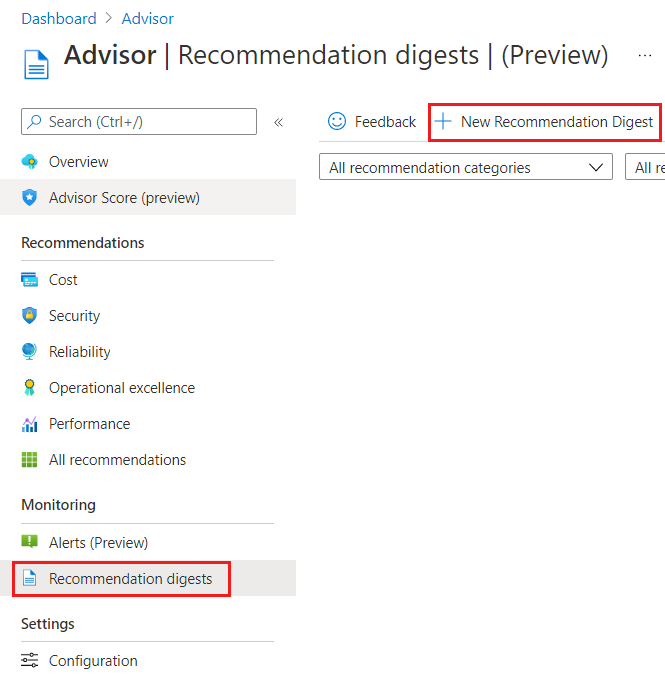 Dashboard > Advisor
Advisor | Recommendation digests | (Preview) ...
Search (Ctrl+/) «
Feedback + New Recommendation Digest
All recommendation categories
All re
Overview
Advisor Score (preview)
Recommendations
Cost
Security
Reliability
Operational excellence
Performance
All recommendations
Monitoring
Alerts (Preview)
Recommendation digests
Settings
Configuration